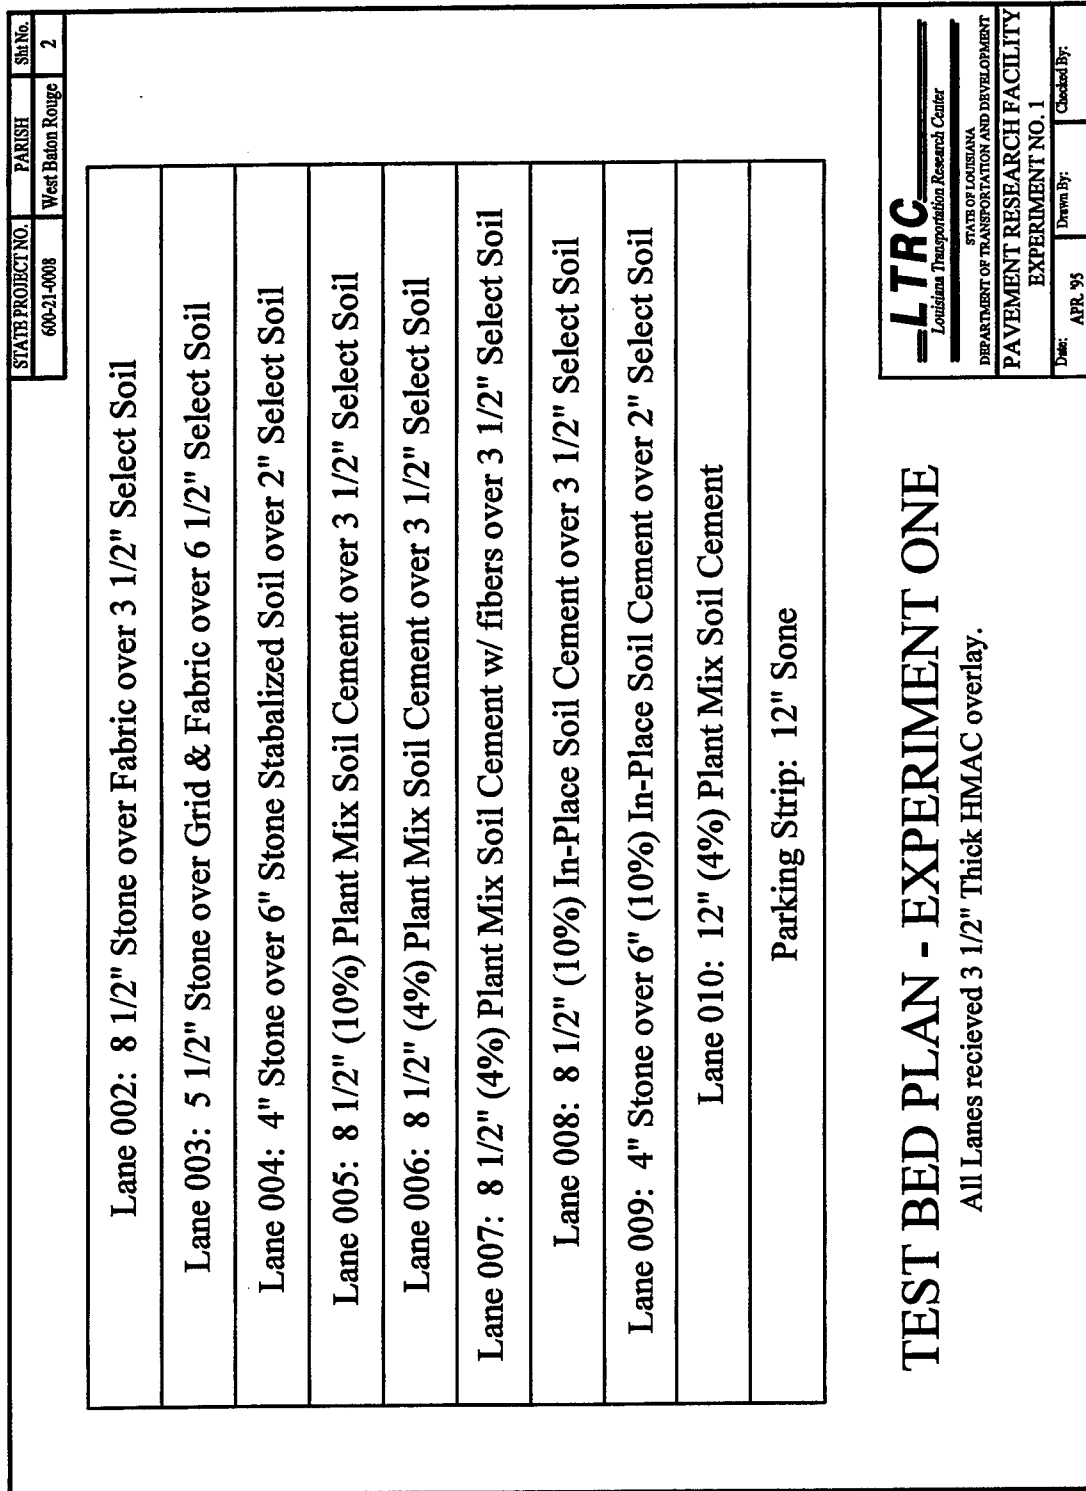 STATE PROJECT NO. PARISH Sht No.
600-21-0008 West Baton Rouge 2
Lane 002: 8 1/2" Stone over Fabric over 3 1/2" Select Soil
Lane 003: 5 1/2" Stone over Grid & Fabric over 6 1/2" Select Soil
Lane 004: 4" Stone over 6" Stone Stabalized Soil over 2" Select Soil
Lane 005: 8 1/2" (10%) Plant Mix Soil Cement over 3 1/2" Select Soil
Lane 006: 8 1/2" (4%) Plant Mix Soil Cement over 3 1/2" Select Soil
Lane 007: 8 1/2" (4%) Plant Mix Soil Cement w/ fibers over 3 1/2" Select Soil
Lane 008: 8 1/2" (10%) In-Place Soil Cement over 3 1/2" Select Soil
Lane 009: 4" Stone over 6" (10%) In-Place Soil Cement over 2" Select Soil
Lane 010: 12" (4%) Plant Mix Soil Cement
Parking Strip: 12" Sone
TEST BED PLAN - EXPERIMENT ONE
All Lanes recieved 3 1/2" Thick HMAC overlay.
LTRC
Louisiana Transportation Research Center
STATE OF LOUISIANA
DEPARTMENT OF TRANSPORTATION AND DEVELOPMENT
PAVEMENT RESEARCH FACILITY
EXPERIMENT NO. 1
Date: Drawn By: Checked By:
APR. '95